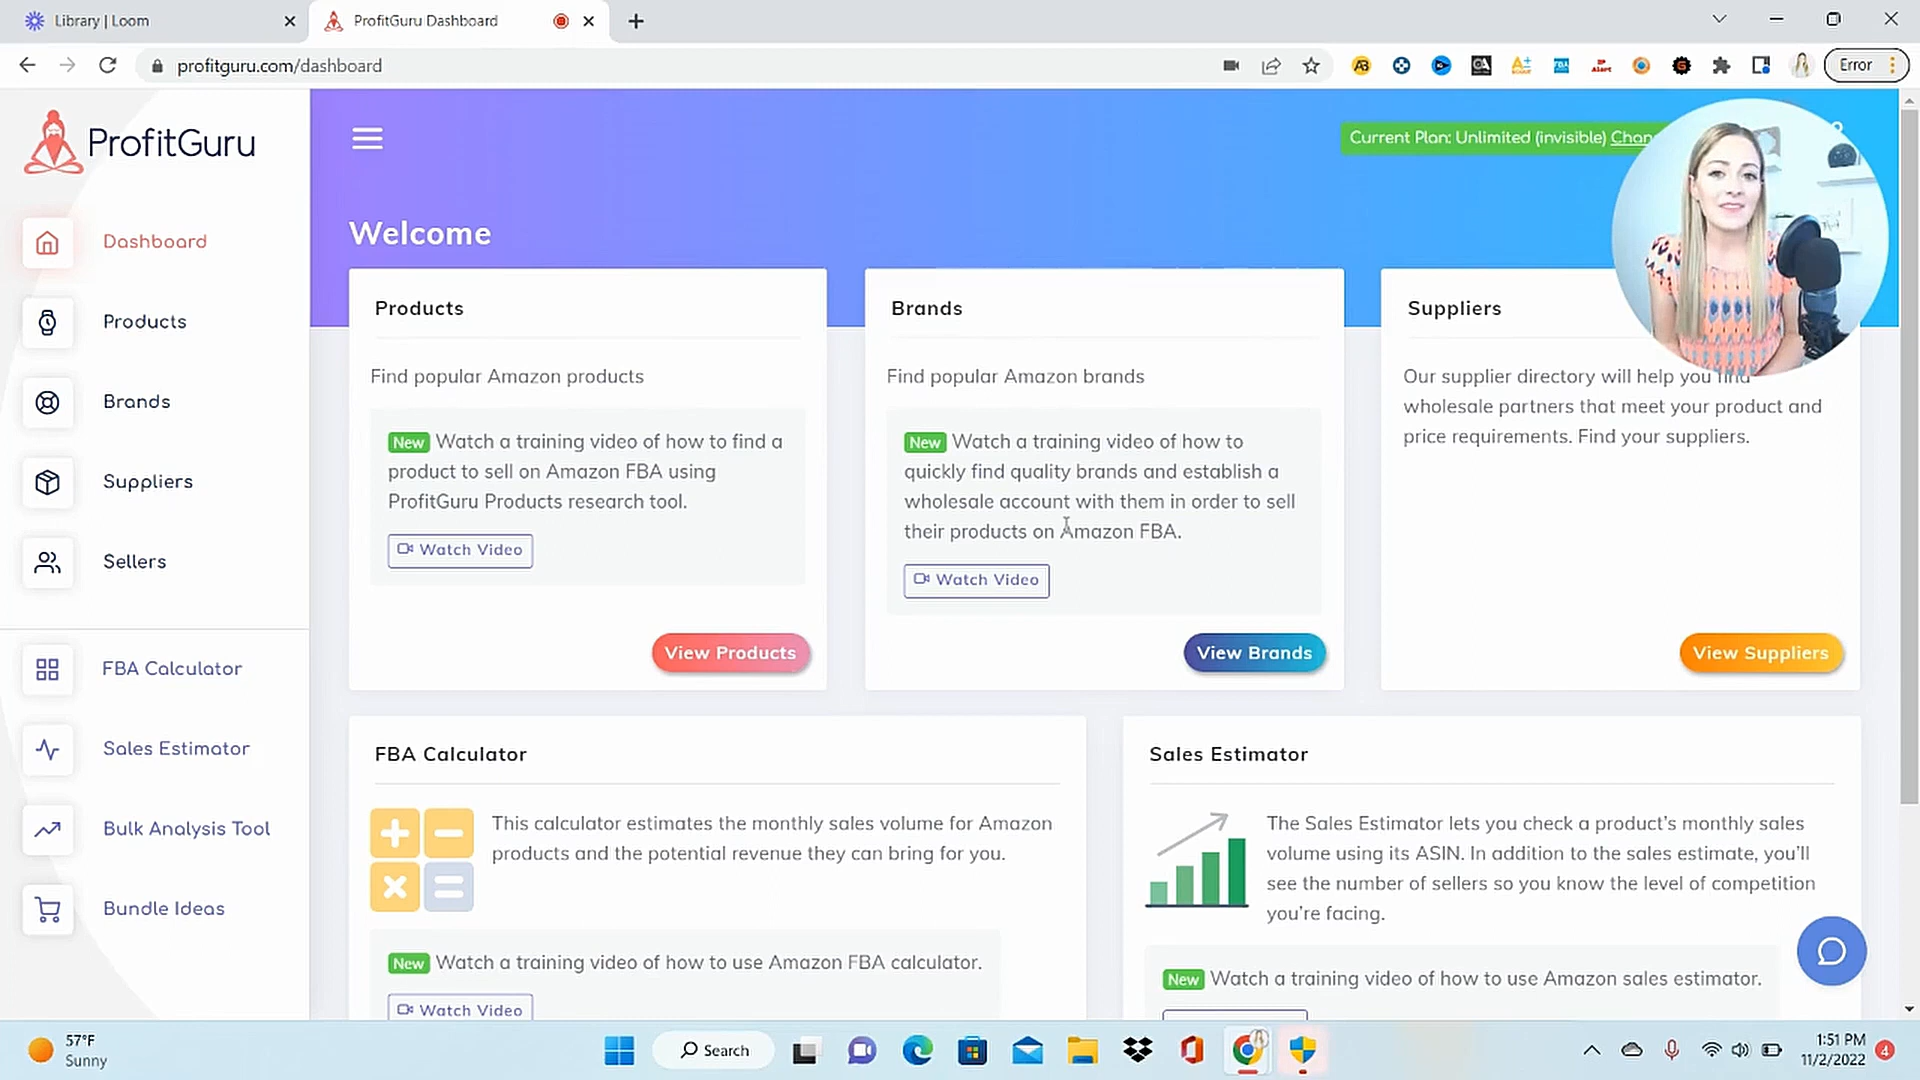 Library | Loom
ProfitGuru Dashboard
profitguru.com/dashboard
Error
ProfitGuru
Current Plan: Unlimited (invisible)
Welcome
Dashboard
Products
Brands
Suppliers
Sellers
FBA Calculator
Sales Estimator
Bulk Analysis Tool
Bundle Ideas
Products
Find popular Amazon products
New Watch a training video of how to find a
product to sell on Amazon FBA using
ProfitGuru Products research tool.
Watch Video
View Products
Brands
Find popular Amazon brands
New Watch a training video of how to
quickly find quality brands and establish a
wholesale account with them in order to sell
their products on Amazon FBA.
Watch Video
View Brands
Suppliers
Our supplier directory will help you find
wholesale partners that meet your product and
price requirements. Find your suppliers.
View Suppliers
FBA Calculator
This calculator estimates the monthly sales volume for Amazon
products and the potential revenue they can bring for you.
New Watch a training video of how to use Amazon FBA calculator.
Watch Video
Sales Estimator
The Sales Estimator lets you check a product's monthly sales
volume using its ASIN. In addition to the sales estimate, you'll
see the number of sellers so you know the level of competition
you're facing.
New Watch a training video of how to use Amazon sales estimator.
57°F
Sunny
Search
1:51 PM
11/2/2022
4